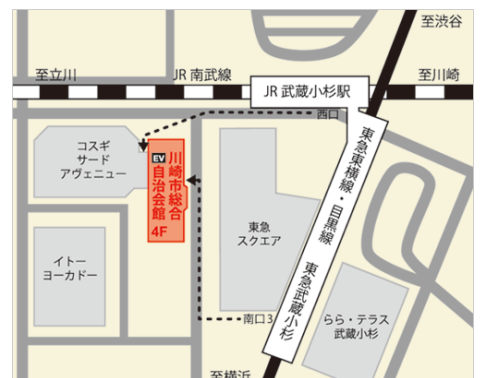 至渋谷
至立川
JR 南武線
至川崎
JR 武蔵小杉駅
西口
コスギ
サード
アヴェニュー
EV
川崎市総合
自治会館
4F
東急東横線・目黒線
東急武蔵小杉
東急
スクエア
イトー
ヨーカドー
南口3
らら・テラス
武蔵小杉
至横浜